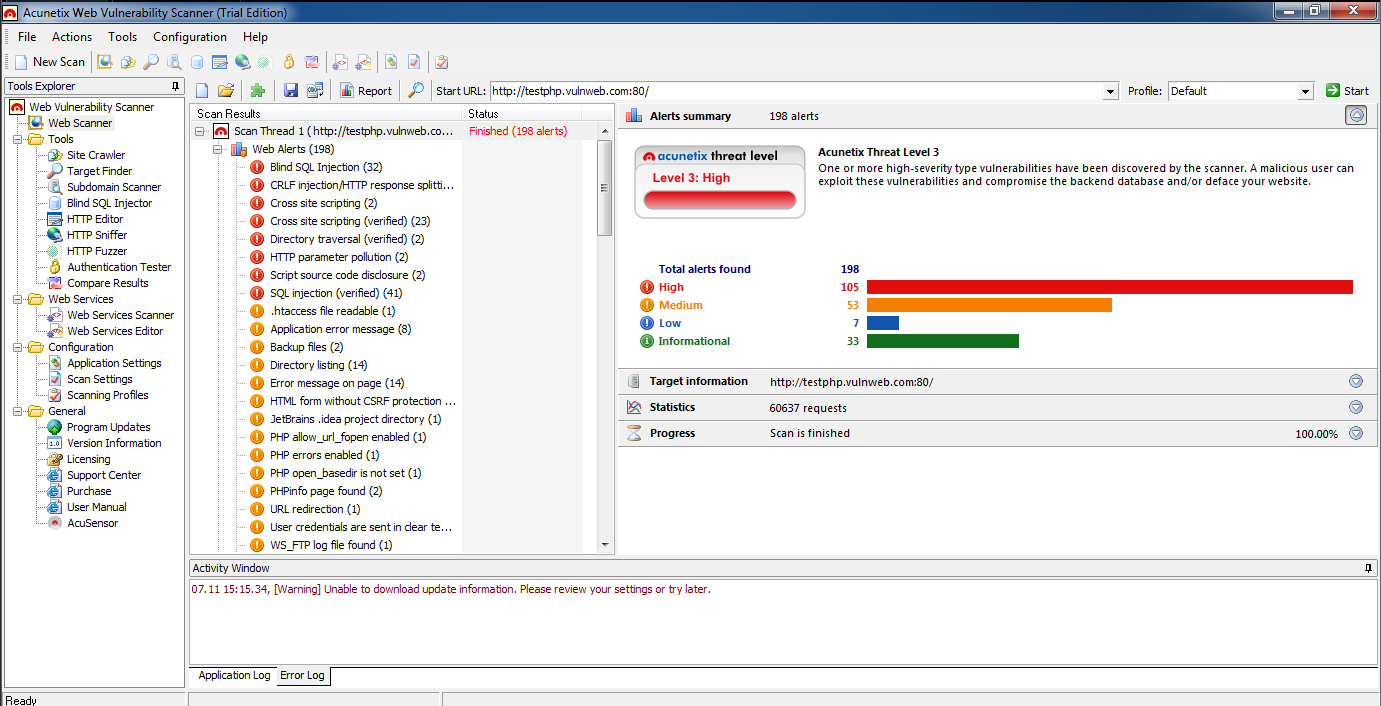 Acunetix Web Vulnerability Scanner (Trial Edition)
File Actions Tools Configuration Help
New Scan
Tools Explorer
Web Vulnerability Scanner
Web Scanner
Tools
Site Crawler
Target Finder
Subdomain Scanner
Blind SQL Injector
HTTP Editor
HTTP Sniffer
HTTP Fuzzer
Authentication Tester
Compare Results
Web Services
Web Services Scanner
Web Services Editor
Configuration
Application Settings
Scan Settings
Scanning Profiles
General
Program Updates
1.0 Version Information
Licensing
Support Center
Purchase
User Manual
AcuSensor
Report Start URL: http://testphp.vulnweb.com:80/ Profile: Default Start
Scan Results Status
Scan Thread 1 ( http://testphp.vulnweb.co... Finished (198 alerts)
Web Alerts (198)
Blind SQL Injection (32)
CRLF injection/HTTP response splitti...
Cross site scripting (2)
Cross site scripting (verified) (23)
Directory traversal (verified) (2)
HTTP parameter pollution (2)
Script source code disclosure (2)
SQL injection (verified) (41)
.htaccess file readable (1)
Application error message (8)
Backup files (2)
Directory listing (14)
Error message on page (14)
HTML form without CSRF protection ...
JetBrains .idea project directory (1)
PHP allow_url_fopen enabled (1)
PHP errors enabled (1)
PHP open_basedir is not set (1)
PHPinfo page found (2)
URL redirection (1)
User credentials are sent in clear te...
WS_FTP log file found (1)
Alerts summary 198 alerts
acunetix threat level
Level 3: High
Acunetix Threat Level 3
One or more high-severity type vulnerabilities have been discovered by the scanner. A malicious user can
exploit these vulnerabilities and compromise the backend database and/or deface your website.
Total alerts found 198
High 105
Medium 53
Low 7
Informational 33
Target information http://testphp.vulnweb.com:80/
Statistics 60637 requests
Progress Scan is finished 100.00%
Activity Window
07.11 15:15.34, [Warning] Unable to download update information. Please review your settings or try later.
Application Log Error Log
Ready